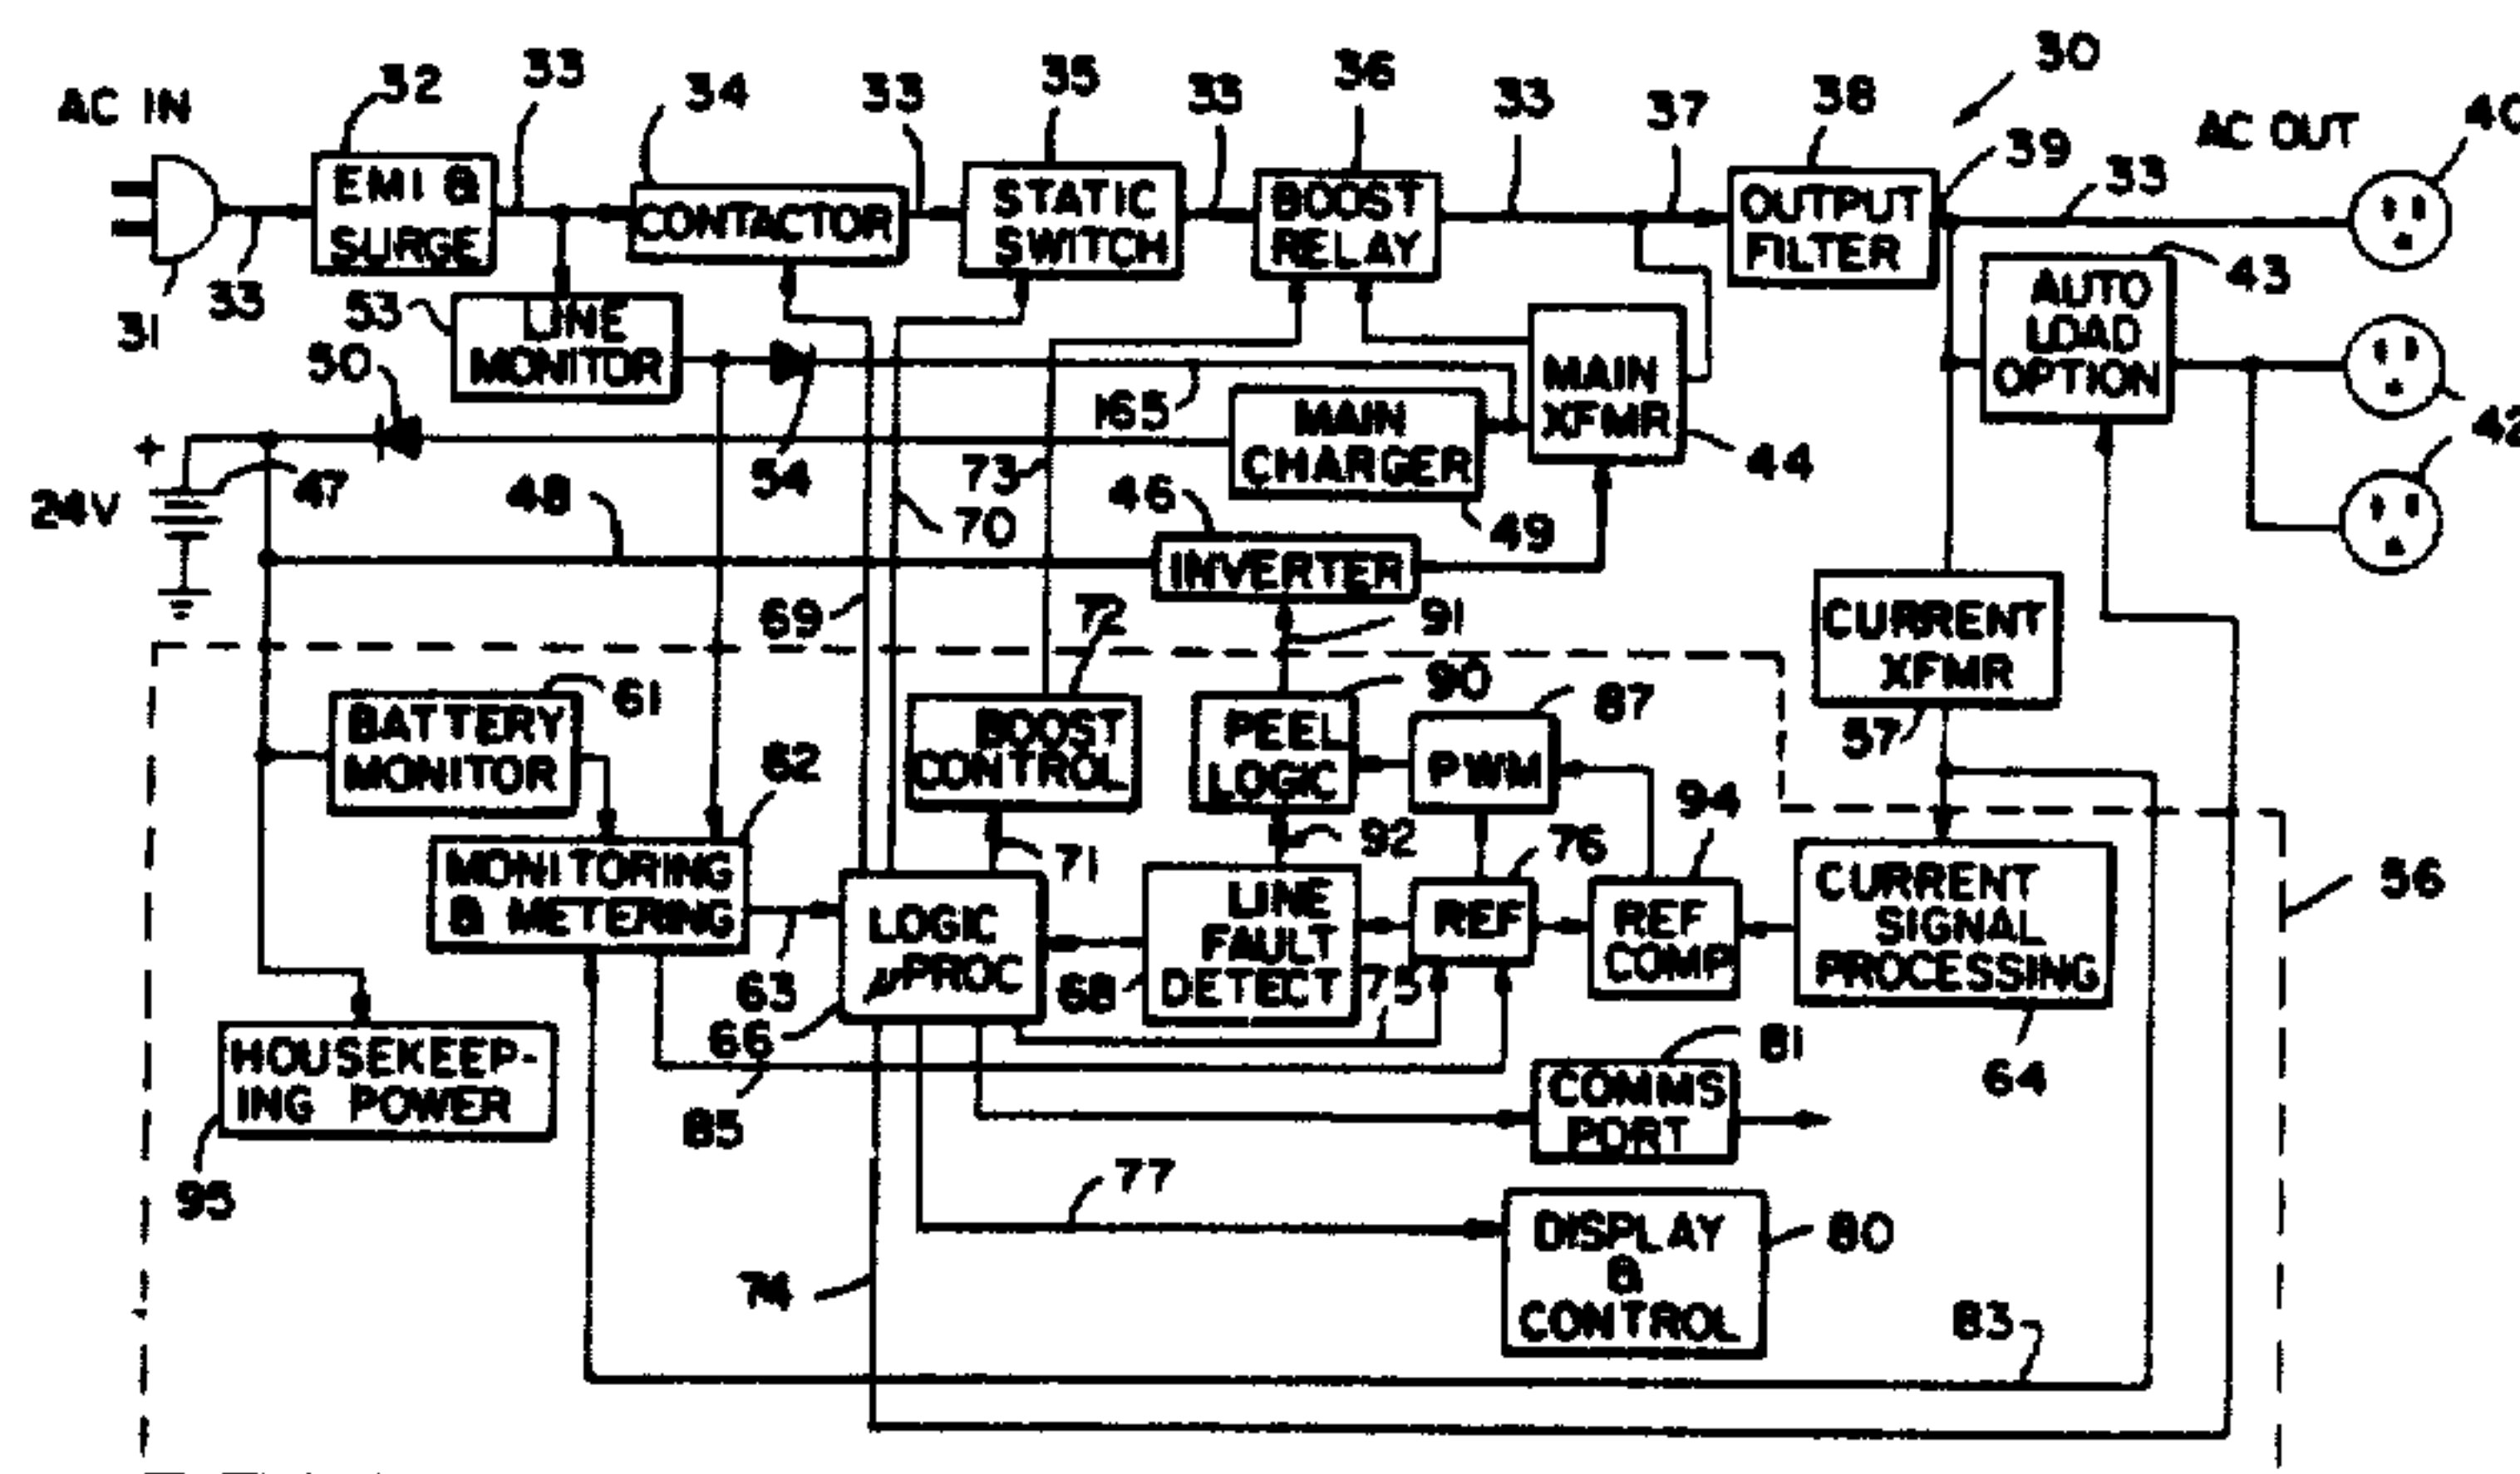 30
32
33
34
33
35
33
36
33
37
38
40
AC IN
AC OUT
39
33
EMI &
SURGE
CONTACTOR
STATIC
SWITCH
BOOST
RELAY
OUTPUT
FILTER
31
33
53
LINE
MONITOR
AUTO
LOAD
OPTION
43
50
165
MAIN
XFMR
MAIN
CHARGER
44
42
+
24V
47
48
54
73
70
46
49
INVERTER
69
72
91
CURRENT
XFMR
57
61
90
87
BATTERY
MONITOR
62
BOOST
CONTROL
PEEL
LOGIC
PWM
94
71
92
76
56
MONITORING
& METERING
LOGIC
μPROC
LINE
FAULT
DETECT
REF
REF
COMP
CURRENT
SIGNAL
PROCESSING
63
66
68
75
64
HOUSEKEEP-
ING POWER
85
81
COMMS
PORT
95
77
DISPLAY
&
CONTROL
80
74
83